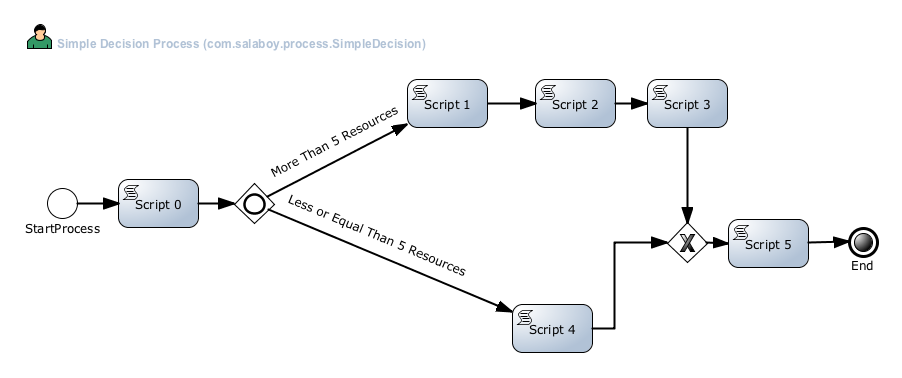 Simple Decision Process (com.salaboy.process.SimpleDecision)
Script 1
Script 2
Script 3
More Than 5 Resources
Script 0
StartProcess
Less or Equal Than 5 Resources
X
Script 5
End
Script 4